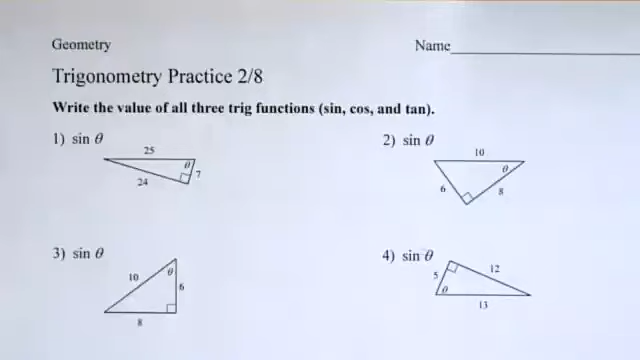 Geometry
Name
Trigonometry Practice 2/8
Write the value of all three trig functions (sin, cos, and tan).
1) sin θ
25
θ
7
24
2) sin θ
10
θ
6
8
3) sin θ
10
θ
6
8
4) sin θ
5
12
θ
13